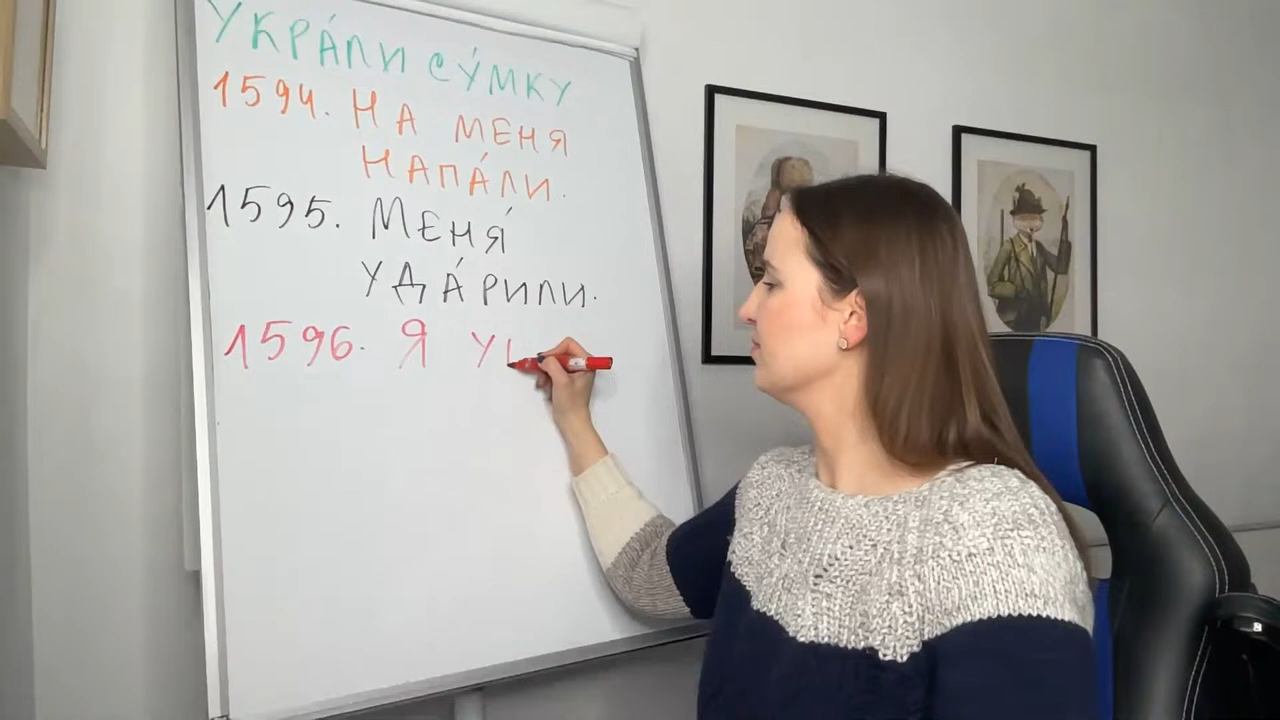 УКРА́ЛИ СУ́МКУ
1594. НА МЕНЯ
НАПА́ЛИ.
1595. МЕНЯ́
УДА́РИЛИ.
1596. Я У